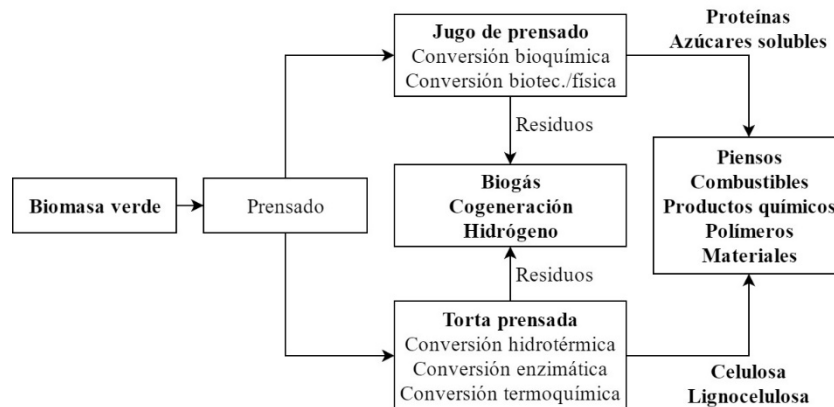 Biomasa verde
Prensado
Jugo de prensado
Conversión bioquímica
Conversión biotec./física
Proteínas
Azúcares solubles
Residuos
Biogás
Cogeneración
Hidrógeno
Residuos
Torta prensada
Conversión hidrotérmica
Conversión enzimática
Conversión termoquímica
Celulosa
Lignocelulosa
Piensos
Combustibles
Productos químicos
Polímeros
Materiales